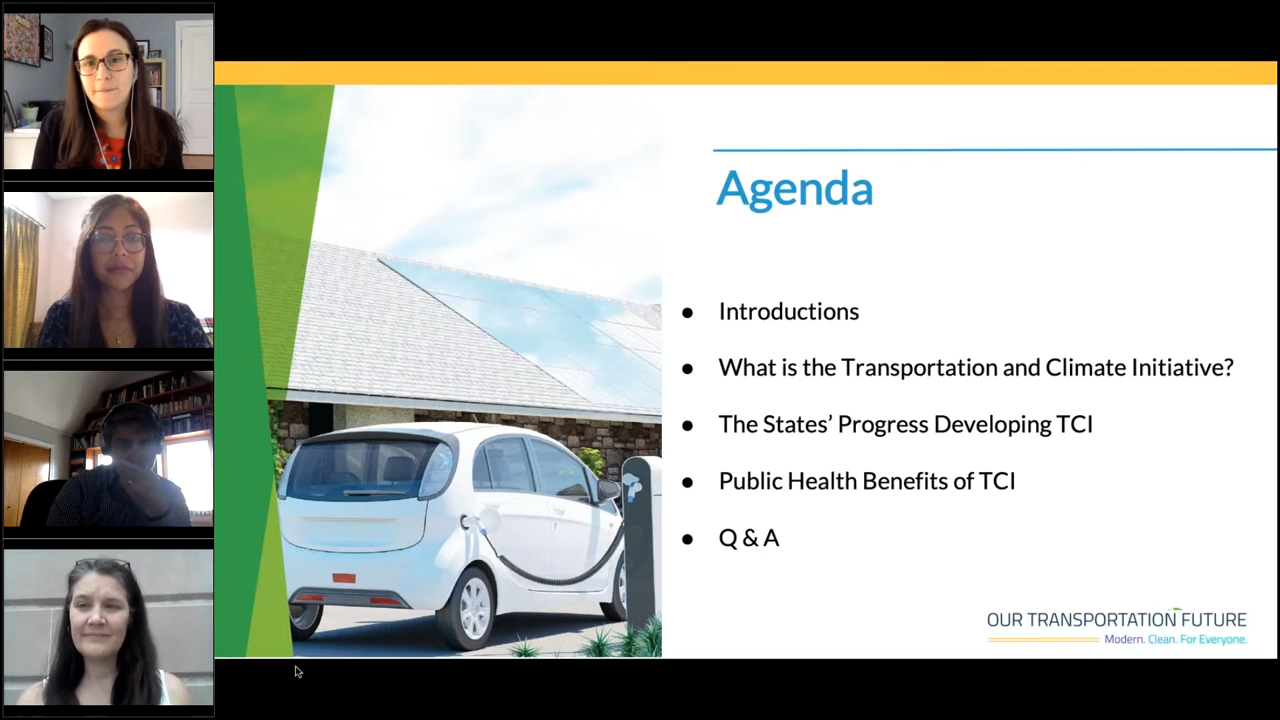 Agenda
● Introductions
● What is the Transportation and Climate Initiative?
● The States’ Progress Developing TCI
● Public Health Benefits of TCI
● Q & A
OUR TRANSPORTATION FUTURE
Modern. Clean. For Everyone.